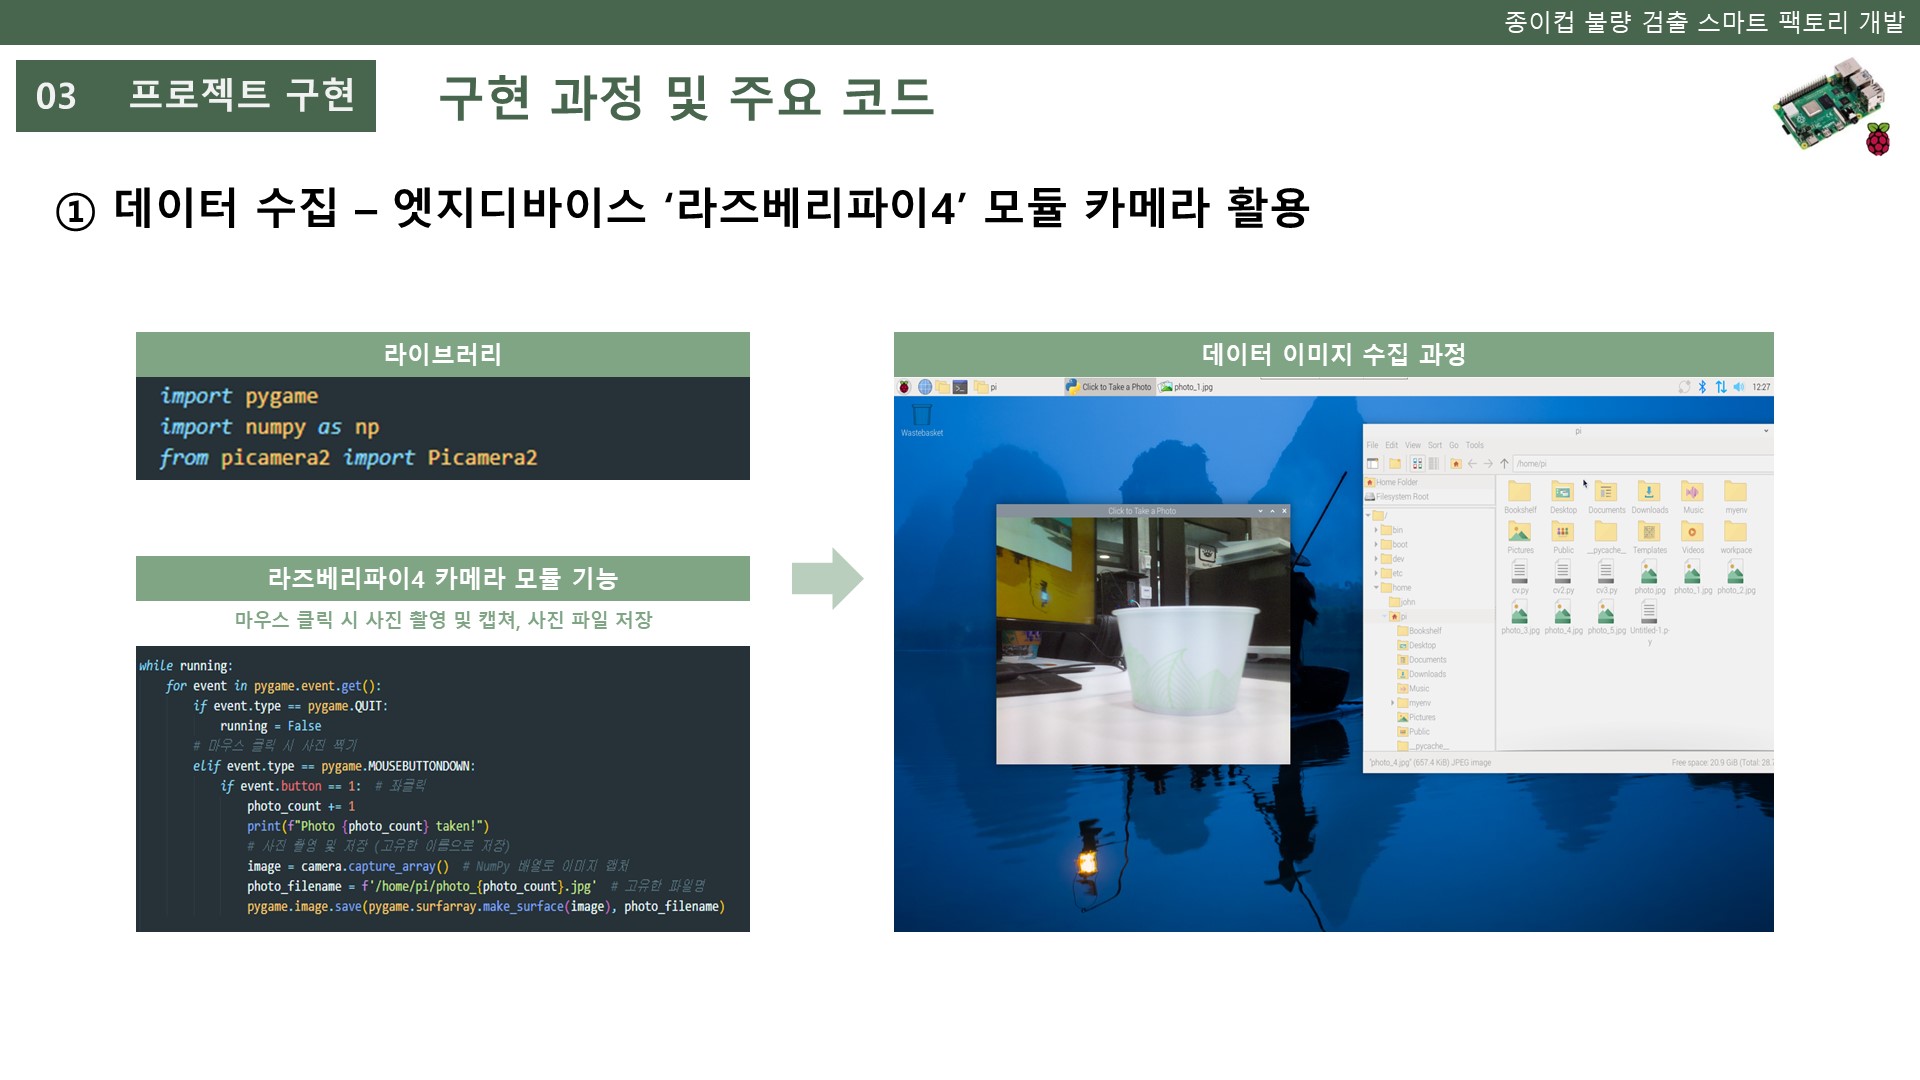 종이컵 불량 검출 스마트 팩토리 개발
03 프로젝트 구현
구현 과정 및 주요 코드
① 데이터 수집 – 엣지디바이스 ‘라즈베리파이4’ 모듈 카메라 활용
라이브러리
import pygame
import numpy as np
from picamera2 import Picamera2
라즈베리파이4 카메라 모듈 기능
마우스 클릭 시 사진 촬영 및 캡쳐, 사진 파일 저장
while running:
for event in pygame.event.get():
if event.type == pygame.QUIT:
running = False
# 마우스 클릭 시 사진 찍기
elif event.type == pygame.MOUSEBUTTONDOWN:
if event.button == 1: # 좌클릭
photo_count += 1
print(f"Photo {photo_count} taken!")
# 사진 촬영 및 저장 (고유한 이름으로 저장)
image = camera.capture_array() # NumPy 배열로 이미지 캡처
photo_filename = f'/home/pi/photo_{photo_count}.jpg' # 고유한 파일명
pygame.image.save(pygame.surfarray.make_surface(image), photo_filename)
데이터 이미지 수집 과정
pi Click to Take a Photo photo_1.jpg 12:27
Wastebasket
Click to Take a Photo
pi
File Edit View Sort Go Tools
/home/pi
Home Folder
Filesystem Root
/
bin
boot
dev
etc
home
john
pi
Bookshelf
Desktop
Documents
Downloads
Music
myenv
Pictures
Public
__pycache__
Bookshelf Desktop Documents Downloads Music myenv
Pictures Public __pycache__ Templates Videos workpace
cv.py cv2.py cv3.py photo.jpg photo_1.jpg photo_2.jpg
photo_3.jpg photo_4.jpg photo_5.jpg Untitled-1.p
y
"photo_4.jpg" (657.4 KiB) JPEG image Free space: 20.9 GiB (Total: 28.